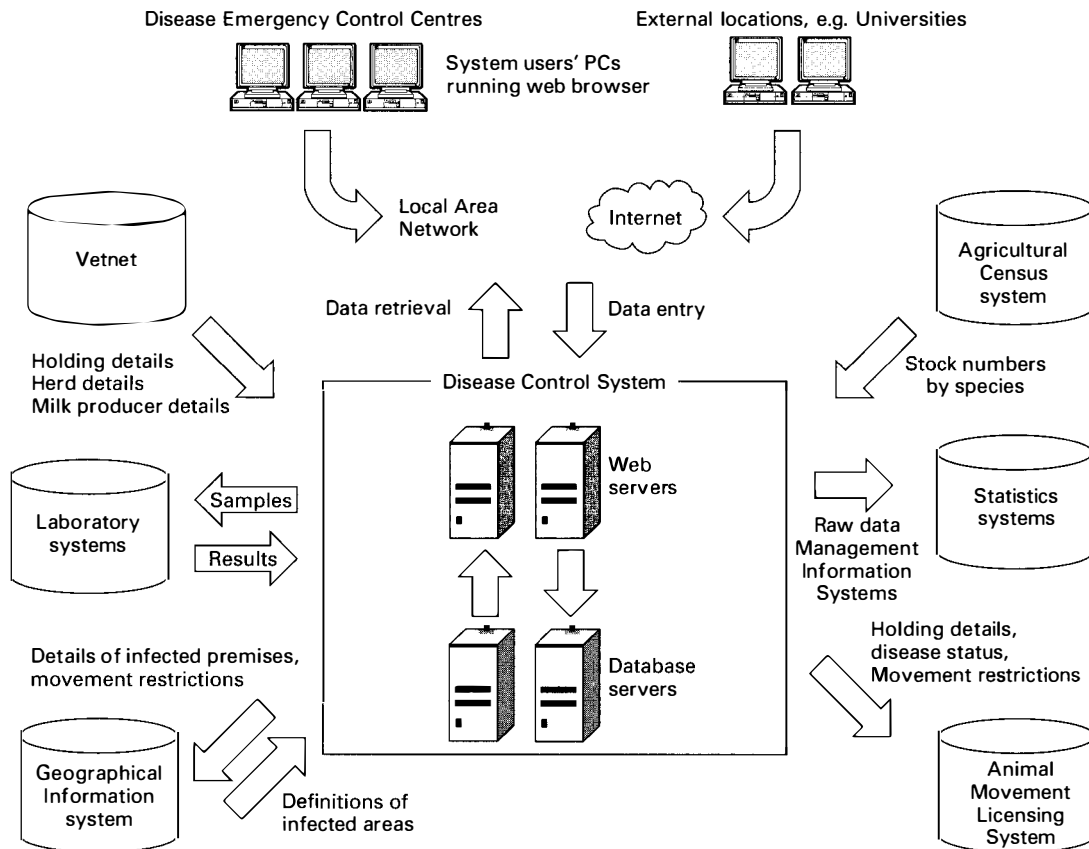 Disease Emergency Control Centres
External locations, e.g. Universities
System users' PCs
running web browser
Local Area
Network
Internet
Vetnet
Agricultural
Census
system
Data retrieval
Data entry
Holding details
Herd details
Milk producer details
Stock numbers
by species
Disease Control System
Web
servers
Laboratory
systems
Samples
Results
Statistics
systems
Raw data
Management
Information
Systems
Database
servers
Details of infected premises,
movement restrictions
Holding details,
disease status,
Movement restrictions
Geographical
Information
system
Definitions of
infected areas
Animal
Movement
Licensing
System